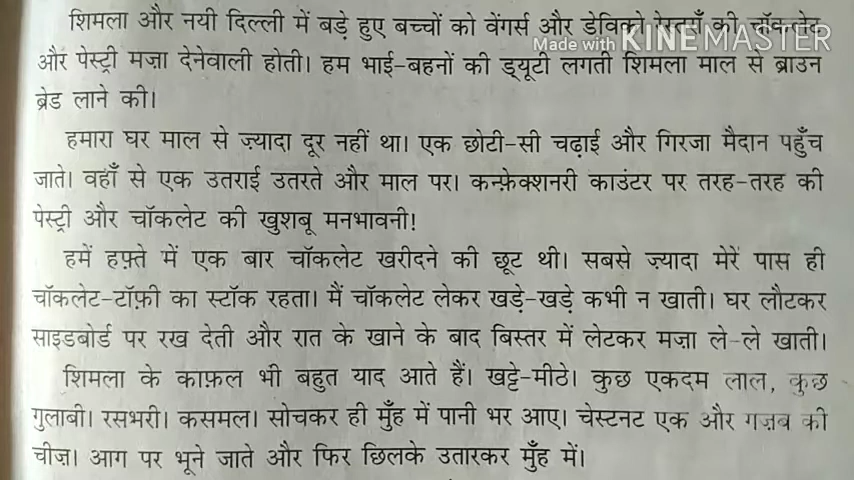 शिमला और नयी दिल्ली में बड़े हुए बच्चों को वेंगर्स और डेविको रेस्तराँ की चॉकलेट
Made with KINEMASTER
और पेस्ट्री मज़ा देनेवाली होती। हम भाई-बहनों की ड्यूटी लगती शिमला माल से ब्राउन
ब्रेड लाने की।
हमारा घर माल से ज़्यादा दूर नहीं था। एक छोटी-सी चढ़ाई और गिरजा मैदान पहुँच
जाते। वहाँ से एक उतराई उतरते और माल पर। कन्फ़ेक्शनरी काउंटर पर तरह-तरह की
पेस्ट्री और चॉकलेट की खुशबू मनभावनी!
हमें हफ़्ते में एक बार चॉकलेट खरीदने की छूट थी। सबसे ज़्यादा मेरे पास ही
चॉकलेट-टॉफ़ी का स्टॉक रहता। मैं चॉकलेट लेकर खड़े-खड़े कभी न खाती। घर लौटकर
साइडबोर्ड पर रख देती और रात के खाने के बाद बिस्तर में लेटकर मज़ा ले-ले खाती।
शिमला के काफ़ल भी बहुत याद आते हैं। खट्टे-मीठे। कुछ एकदम लाल, कुछ
गुलाबी। रसभरी। कसमल। सोचकर ही मुँह में पानी भर आए। चेस्टनट एक और गज़ब की
चीज़। आग पर भूने जाते और फिर छिलके उतारकर मुँह में।